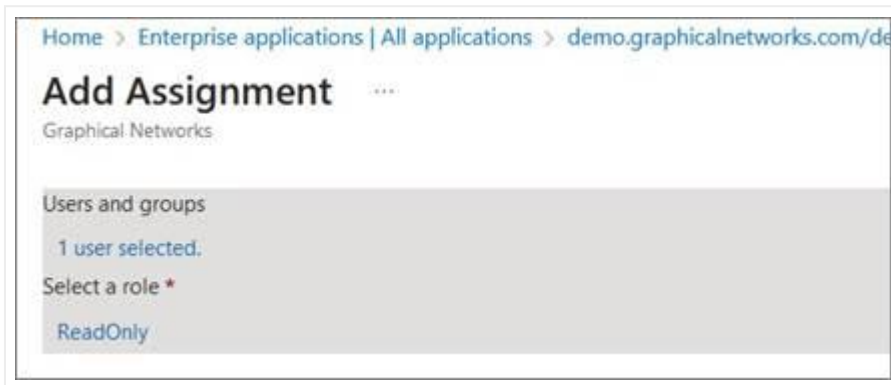 Home > Enterprise applications | All applications > demo.graphicalnetworks.com/de
Add Assignment ...
Graphical Networks
Users and groups
1 user selected.
Select a role *
ReadOnly